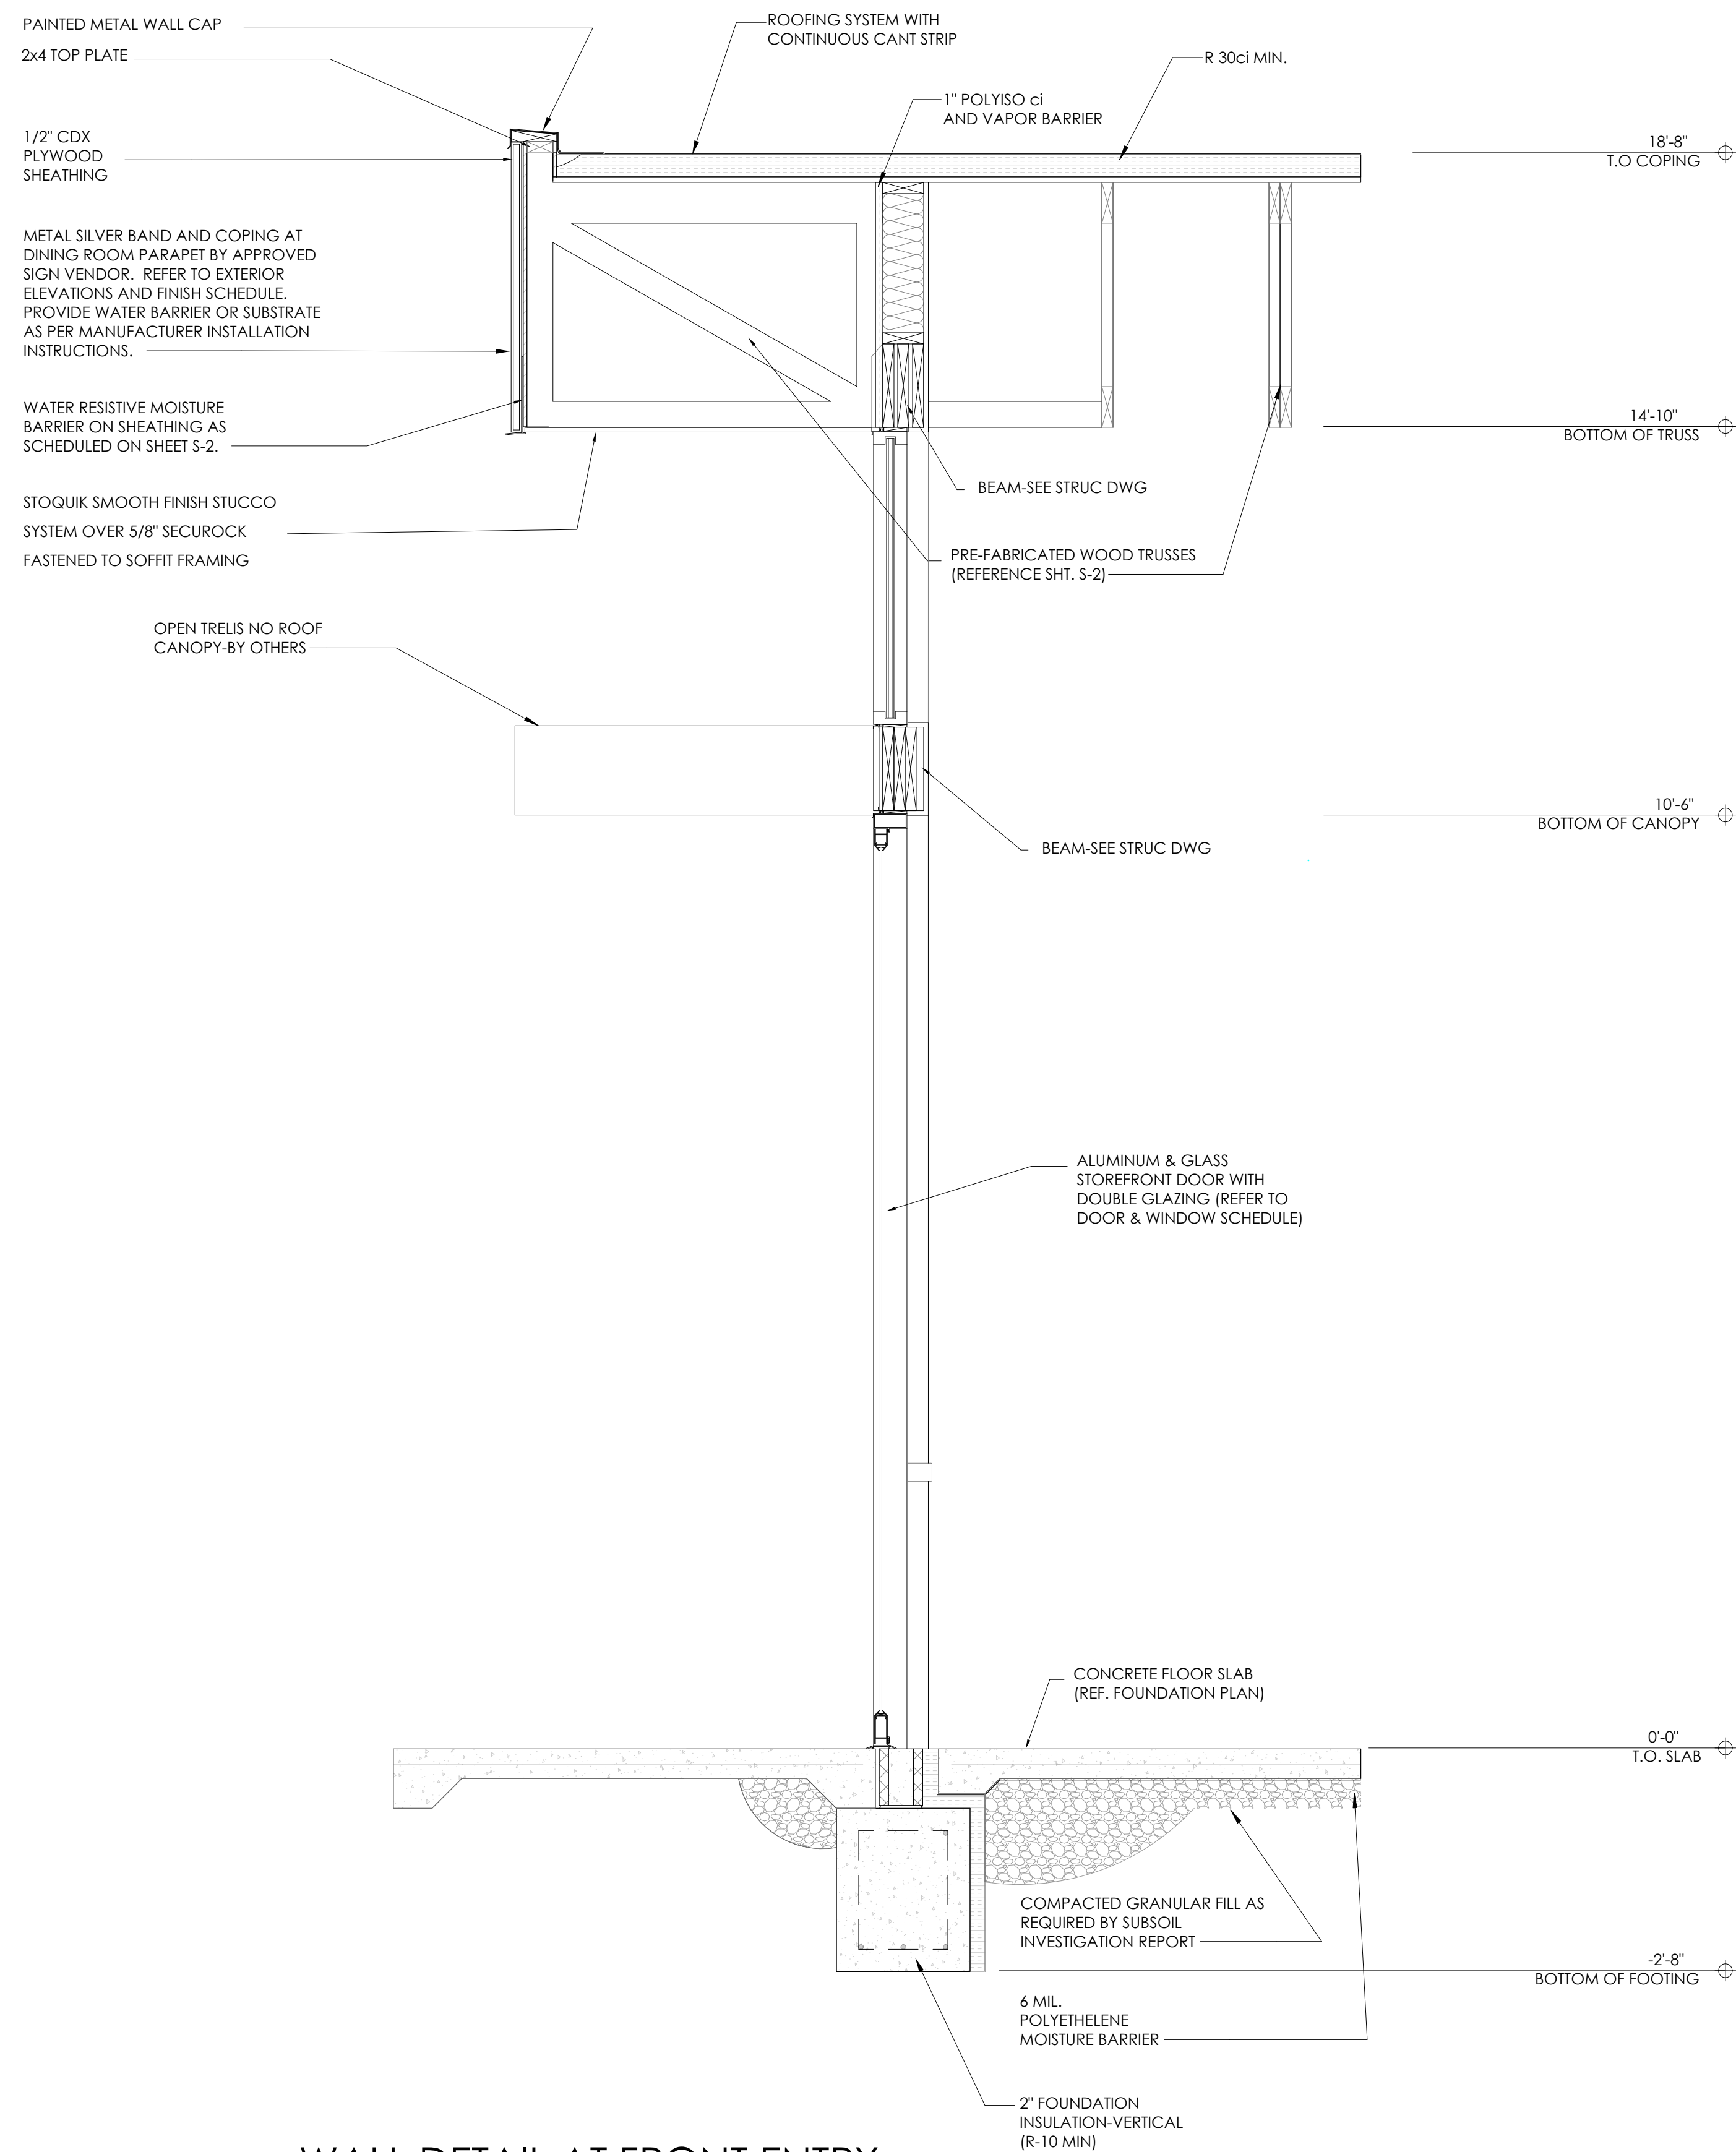 PAINTED METAL WALL CAP
2x4 TOP PLATE
1/2" CDX
PLYWOOD
SHEATHING
METAL SILVER BAND AND COPING AT
DINING ROOM PARAPET BY APPROVED
SIGN VENDOR. REFER TO EXTERIOR
ELEVATIONS AND FINISH SCHEDULE.
PROVIDE WATER BARRIER OR SUBSTRATE
AS PER MANUFACTURER INSTALLATION
INSTRUCTIONS.
WATER RESISTIVE MOISTURE
BARRIER ON SHEATHING AS
SCHEDULED ON SHEET S-2.
STOQUIK SMOOTH FINISH STUCCO
SYSTEM OVER 5/8" SECUROCK
FASTENED TO SOFFIT FRAMING
OPEN TRELIS NO ROOF
CANOPY-BY OTHERS
ROOFING SYSTEM WITH
CONTINUOUS CANT STRIP
R 30ci MIN.
1" POLYISO ci
AND VAPOR BARRIER
BEAM-SEE STRUC DWG
PRE-FABRICATED WOOD TRUSSES
(REFERENCE SHT. S-2)
BEAM-SEE STRUC DWG
ALUMINUM & GLASS
STOREFRONT DOOR WITH
DOUBLE GLAZING (REFER TO
DOOR & WINDOW SCHEDULE)
CONCRETE FLOOR SLAB
(REF. FOUNDATION PLAN)
COMPACTED GRANULAR FILL AS
REQUIRED BY SUBSOIL
INVESTIGATION REPORT
6 MIL.
POLYETHELENE
MOISTURE BARRIER
2" FOUNDATION
INSULATION-VERTICAL
(R-10 MIN)
18'-8"
T.O COPING
14'-10"
BOTTOM OF TRUSS
10'-6"
BOTTOM OF CANOPY
0'-0"
T.O. SLAB
-2'-8"
BOTTOM OF FOOTING
WALL DETAIL AT FRONT ENTRY